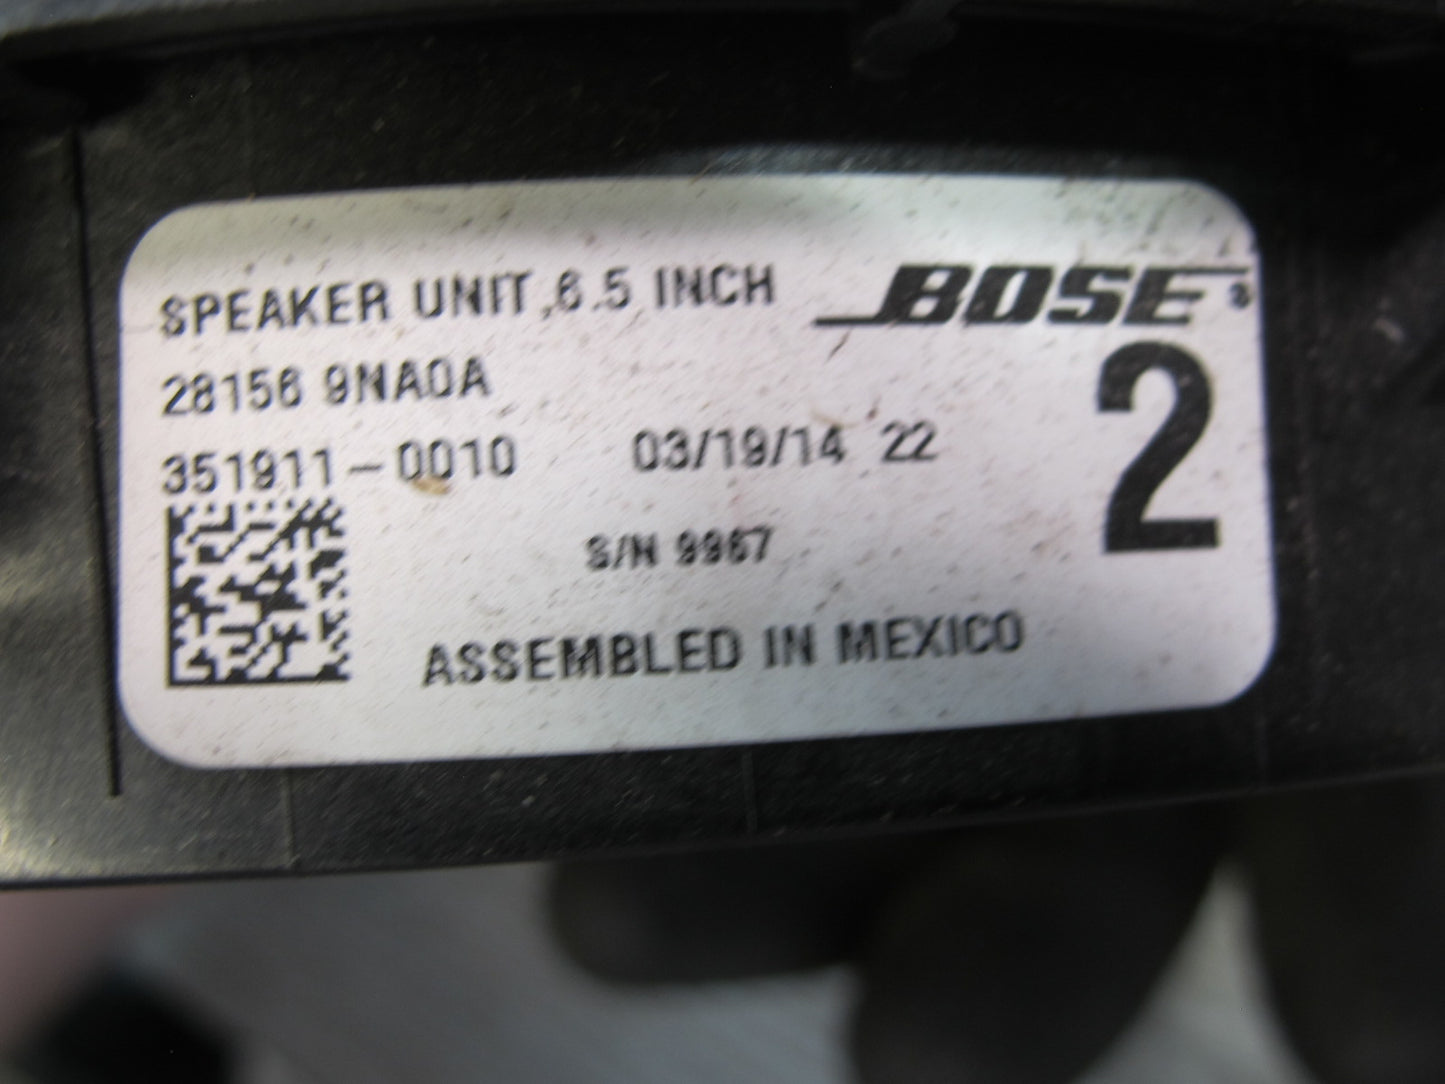 SPEAKER UNIT,6.5 INCH
BOSE®
28156 9NA0A
2
351911-0010 03/19/14 22
S/N 9967
ASSEMBLED IN MEXICO